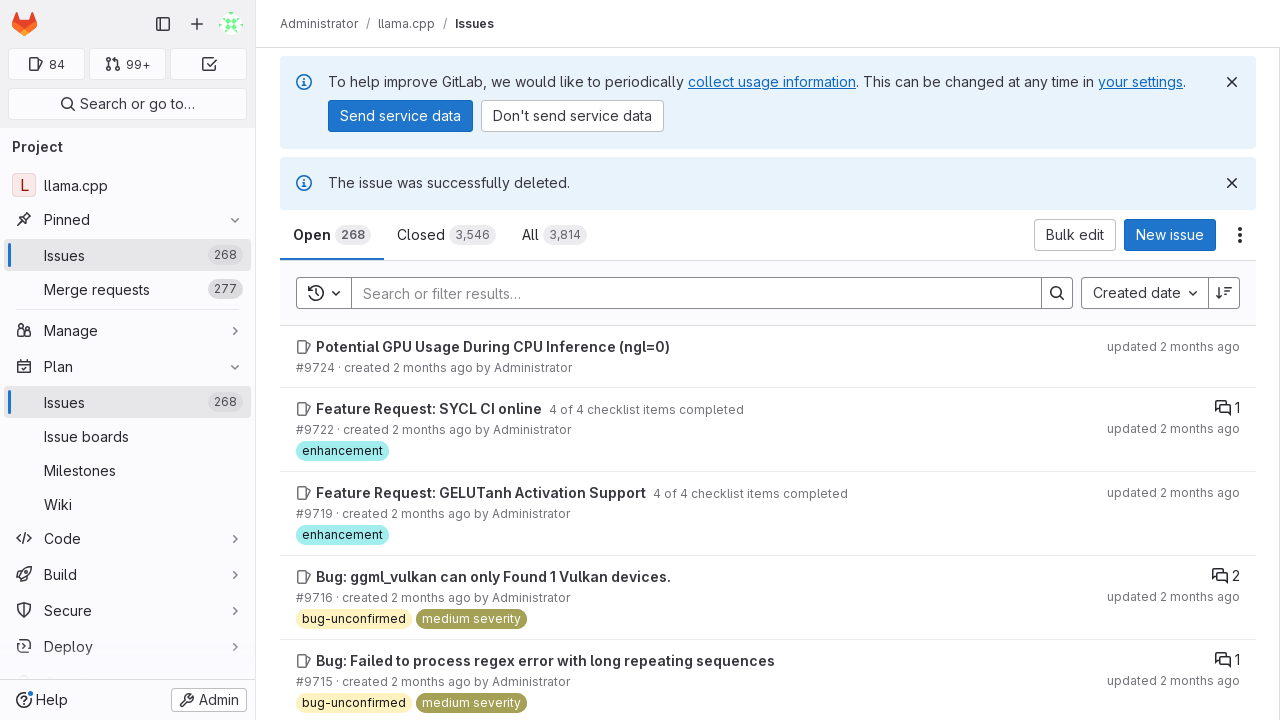 Administrator / llama.cpp / Issues
84
99+
Search or go to…
Project
L llama.cpp
Pinned
Issues 268
Merge requests 277
Manage
Plan
Issues 268
Issue boards
Milestones
Wiki
Code
Build
Secure
Deploy
Help
Admin
To help improve GitLab, we would like to periodically collect usage information. This can be changed at any time in your settings.
Send service data Don't send service data
The issue was successfully deleted.
Open 268 Closed 3,546 All 3,814
Bulk edit New issue
Search or filter results…
Created date
Potential GPU Usage During CPU Inference (ngl=0)
updated 2 months ago
#9724 · created 2 months ago by Administrator
Feature Request: SYCL CI online 4 of 4 checklist items completed
1
#9722 · created 2 months ago by Administrator
updated 2 months ago
enhancement
Feature Request: GELUTanh Activation Support 4 of 4 checklist items completed
updated 2 months ago
#9719 · created 2 months ago by Administrator
enhancement
Bug: ggml_vulkan can only Found 1 Vulkan devices.
2
#9716 · created 2 months ago by Administrator
updated 2 months ago
bug-unconfirmed medium severity
Bug: Failed to process regex error with long repeating sequences
1
#9715 · created 2 months ago by Administrator
updated 2 months ago
bug-unconfirmed medium severity